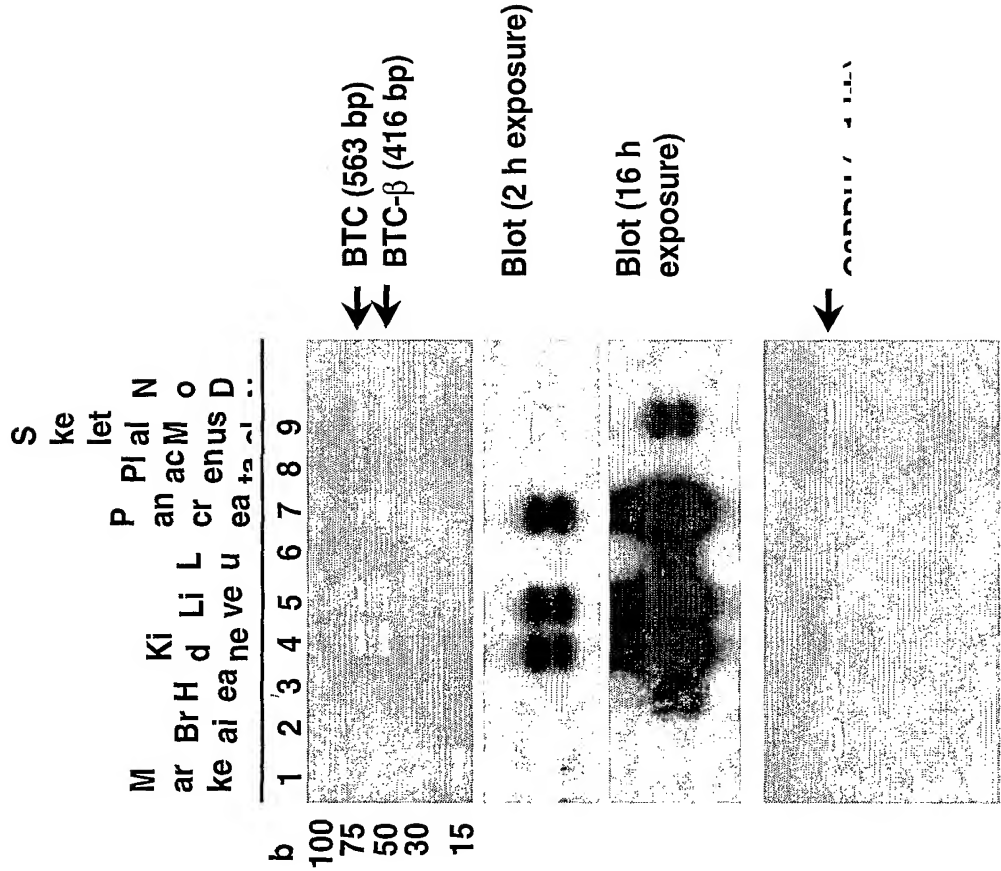 S
ke
let
P Pl al N
M Ki an ac M o
ar Br H d Li L cr en us D
ke ai ea ne ve u ea
1 2 3 4 5 6 7 8 9
b
100
75
50
30
15
BTC (563 bp)
BTC-β (416 bp)
Blot (2 h exposure)
Blot (16 h
exposure)